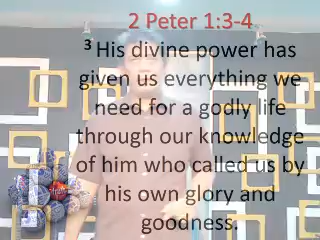 2 Peter 1:3-4
3 His divine power has
given us everything we
need for a godly life
through our knowledge
of him who called us by
his own glory and
goodness.